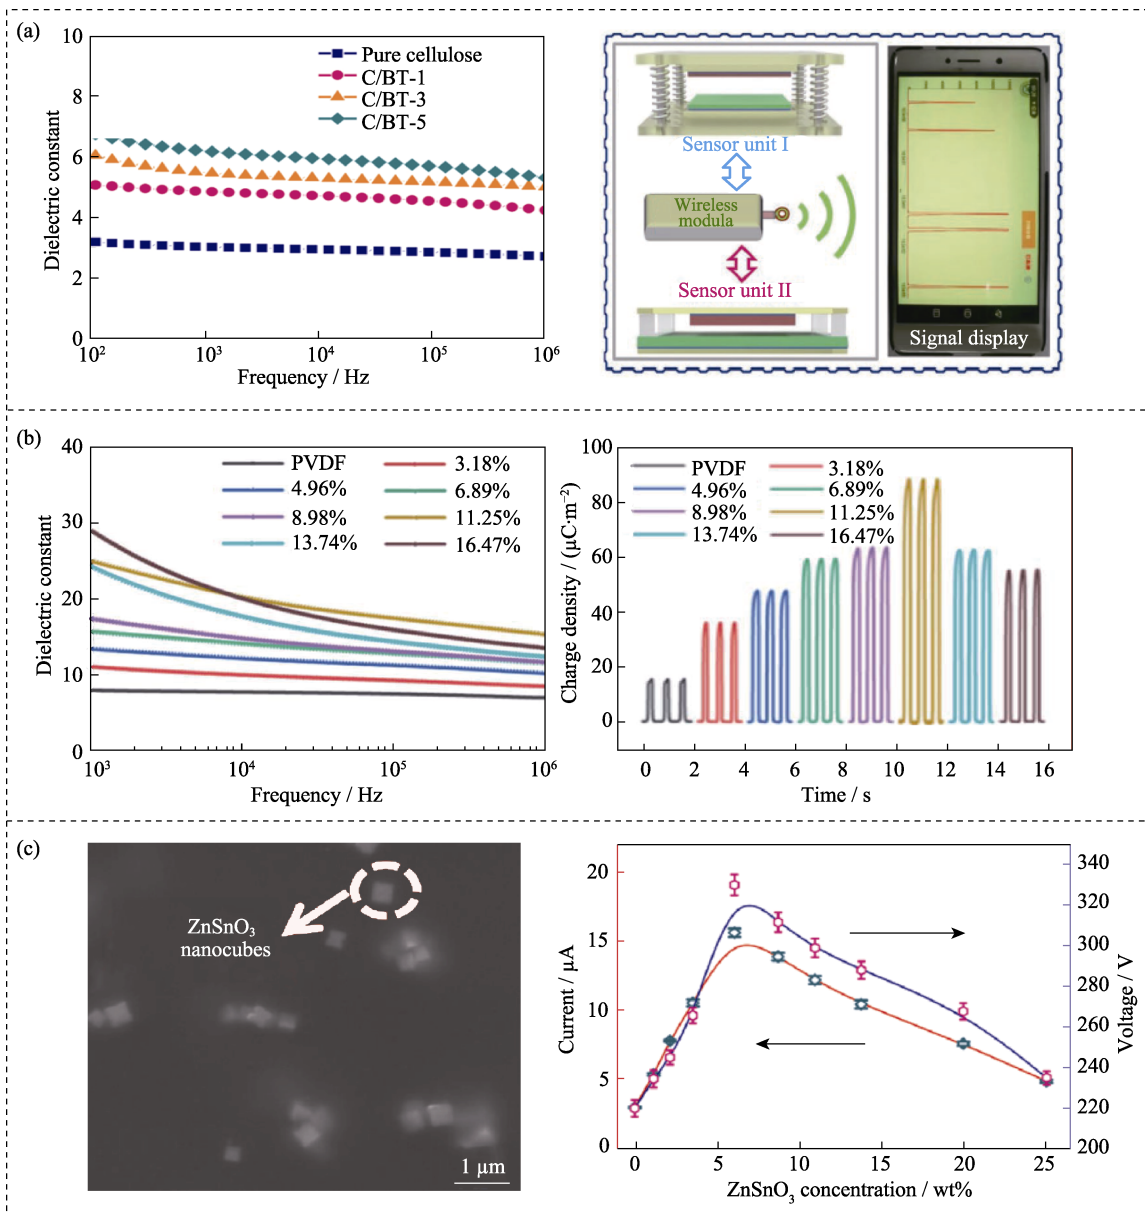 (a)
10
8
6
4
2
0
Dielectric constant
Pure cellulose
C/BT-1
C/BT-3
C/BT-5
10²
10³
10⁴
10⁵
10⁶
Frequency / Hz
Sensor unit I
Wireless
modula
Sensor unit II
Signal display
(b)
40
30
20
10
0
Dielectric constant
PVDF
3.18%
4.96%
6.89%
8.98%
11.25%
13.74%
16.47%
10³
10⁴
10⁵
10⁶
Frequency / Hz
100
80
60
40
20
0
Charge density / (μC·m⁻²)
PVDF
3.18%
4.96%
6.89%
8.98%
11.25%
13.74%
16.47%
0 2 4 6 8 10 12 14 16
Time / s
(c)
ZnSnO₃
nanocubes
1 μm
20
15
10
5
0
Current / μA
340
320
300
280
260
240
220
200
Voltage / V
0 5 10 15 20 25
ZnSnO₃ concentration / wt%